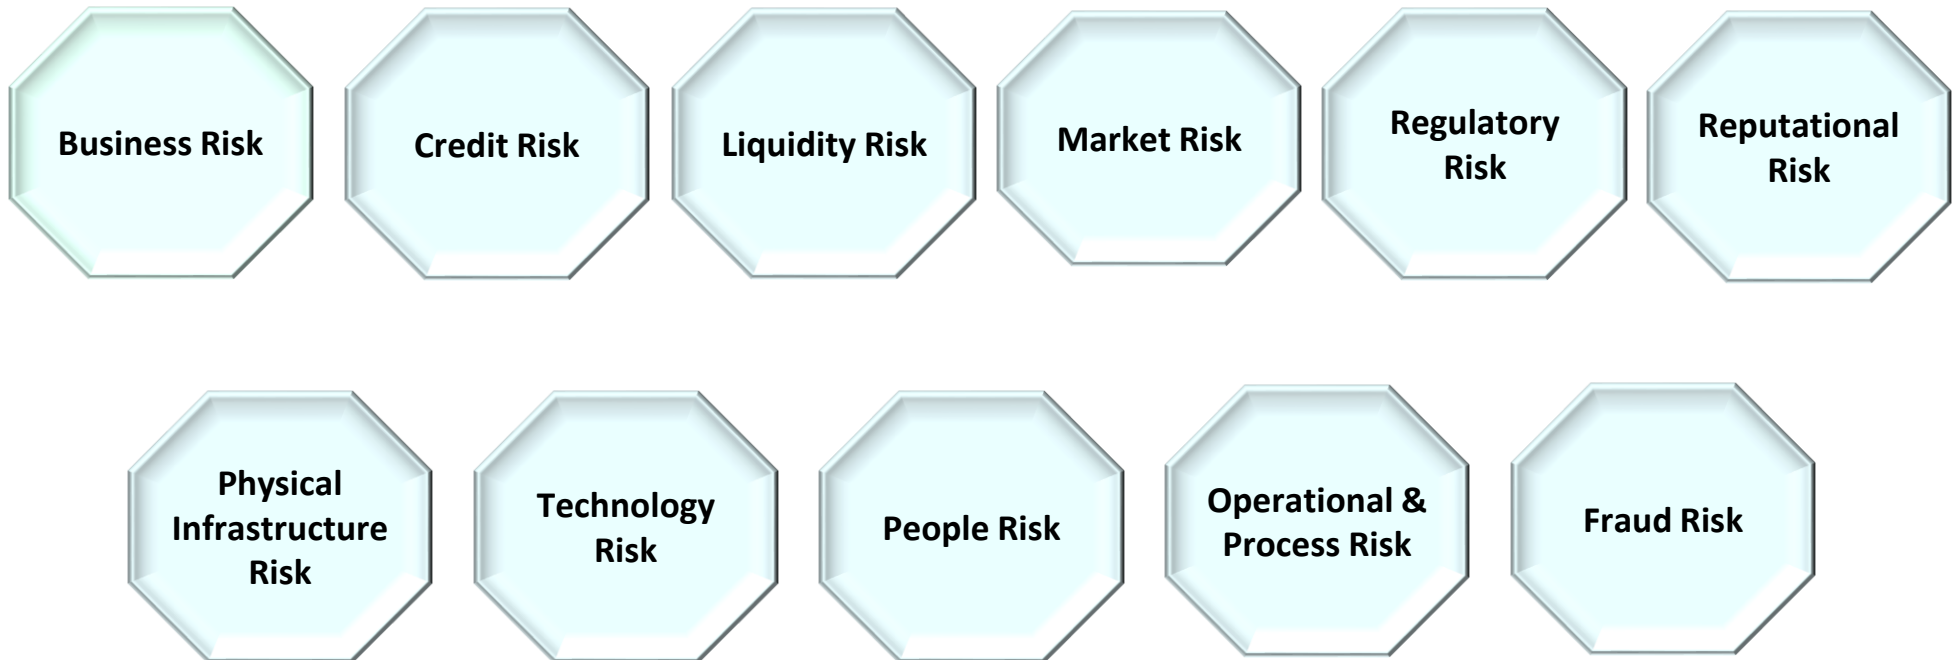 Business Risk
Credit Risk
Liquidity Risk
Market Risk
Regulatory
Risk
Reputational
Risk
Physical
Infrastructure
Risk
Technology
Risk
People Risk
Operational &
Process Risk
Fraud Risk